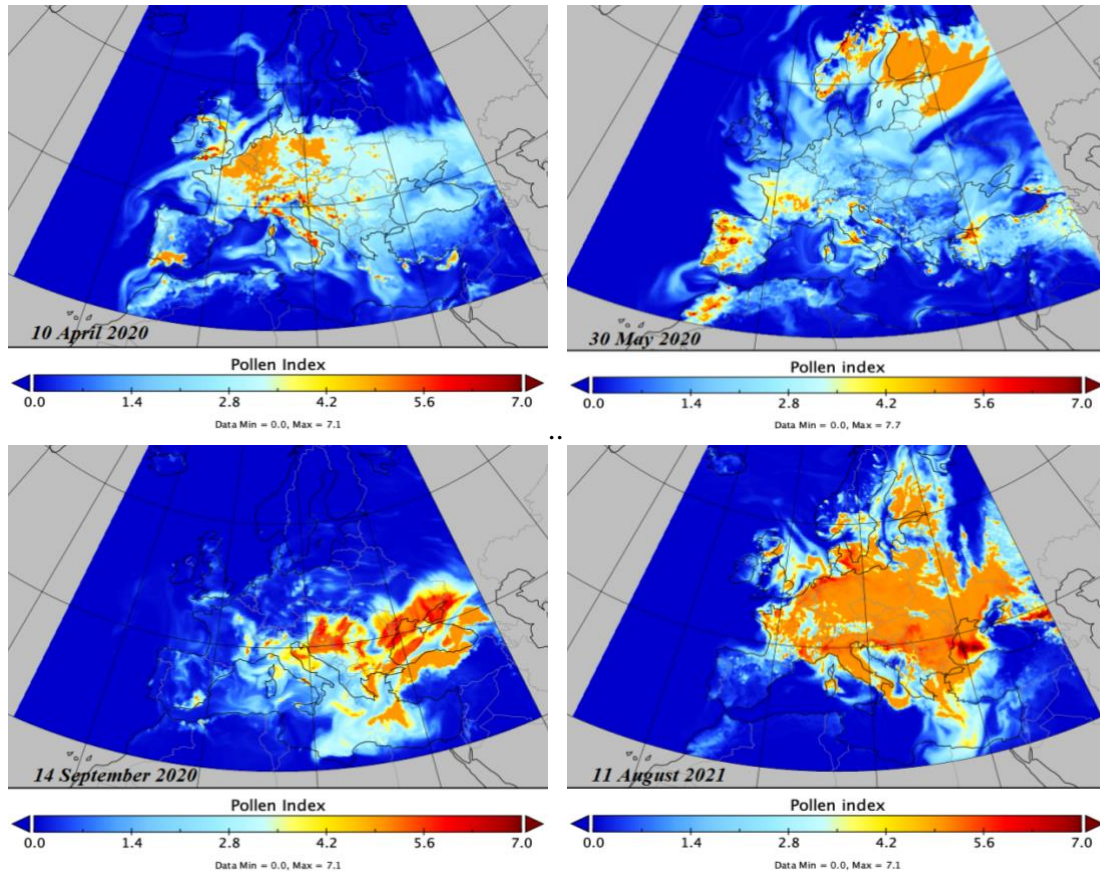 10 April 2020
Pollen Index
0.0 1.4 2.8 4.2 5.6 7.0
Data Min = 0.0, Max = 7.1
30 May 2020
Pollen index
0.0 1.4 2.8 4.2 5.6 7.0
Data Min = 0.0, Max = 7.7
..
14 September 2020
Pollen Index
0.0 1.4 2.8 4.2 5.6 7.0
Data Min = 0.0, Max = 7.1
11 August 2021
Pollen index
0.0 1.4 2.8 4.2 5.6 7.0
Data Min = 0.0, Max = 7.1